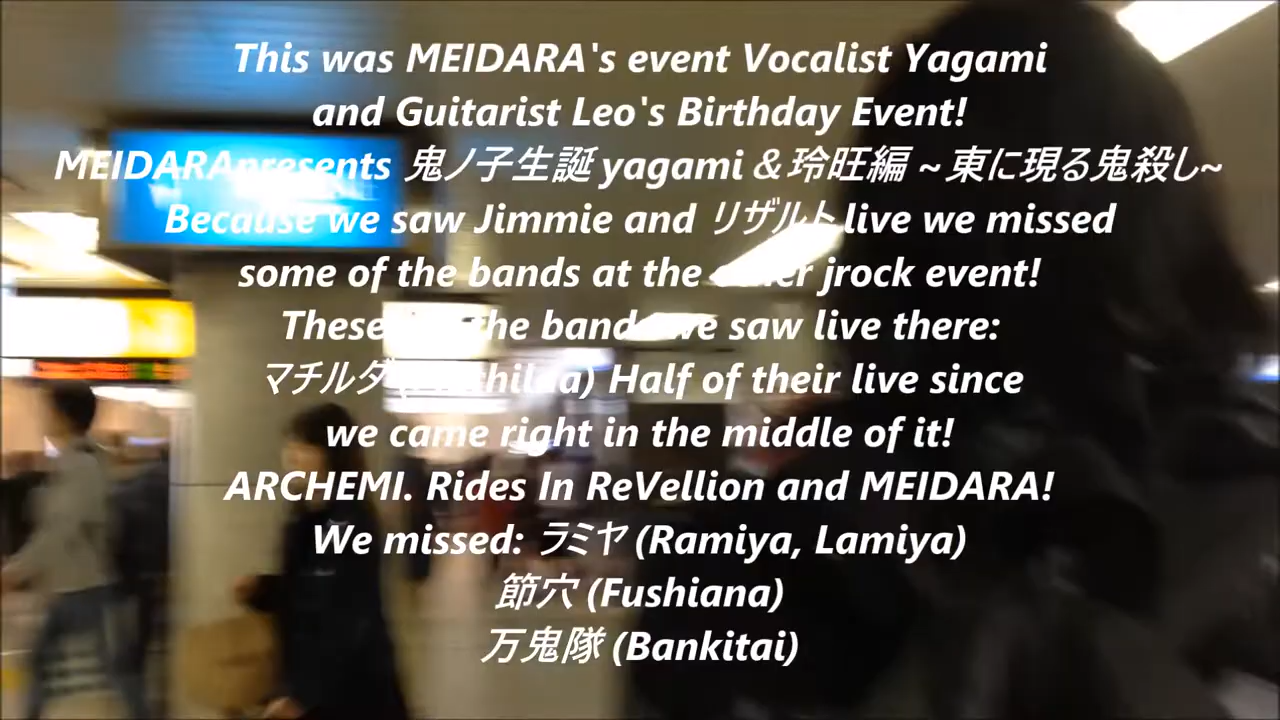 This was MEIDARA's event Vocalist Yagami
and Guitarist Leo's Birthday Event!
MEIDARApresents 鬼ノ子生誕 yagami＆玲旺編 ~東に現る鬼殺し~
Because we saw Jimmie and リザルト live we missed
some of the bands at the other jrock event!
These the bands we saw live there:
マチルダ (Mathilda) Half of their live since
we came right in the middle of it!
ARCHEMI. Rides In ReVellion and MEIDARA!
We missed: ラミヤ (Ramiya, Lamiya)
節穴 (Fushiana)
万鬼隊 (Bankitai)